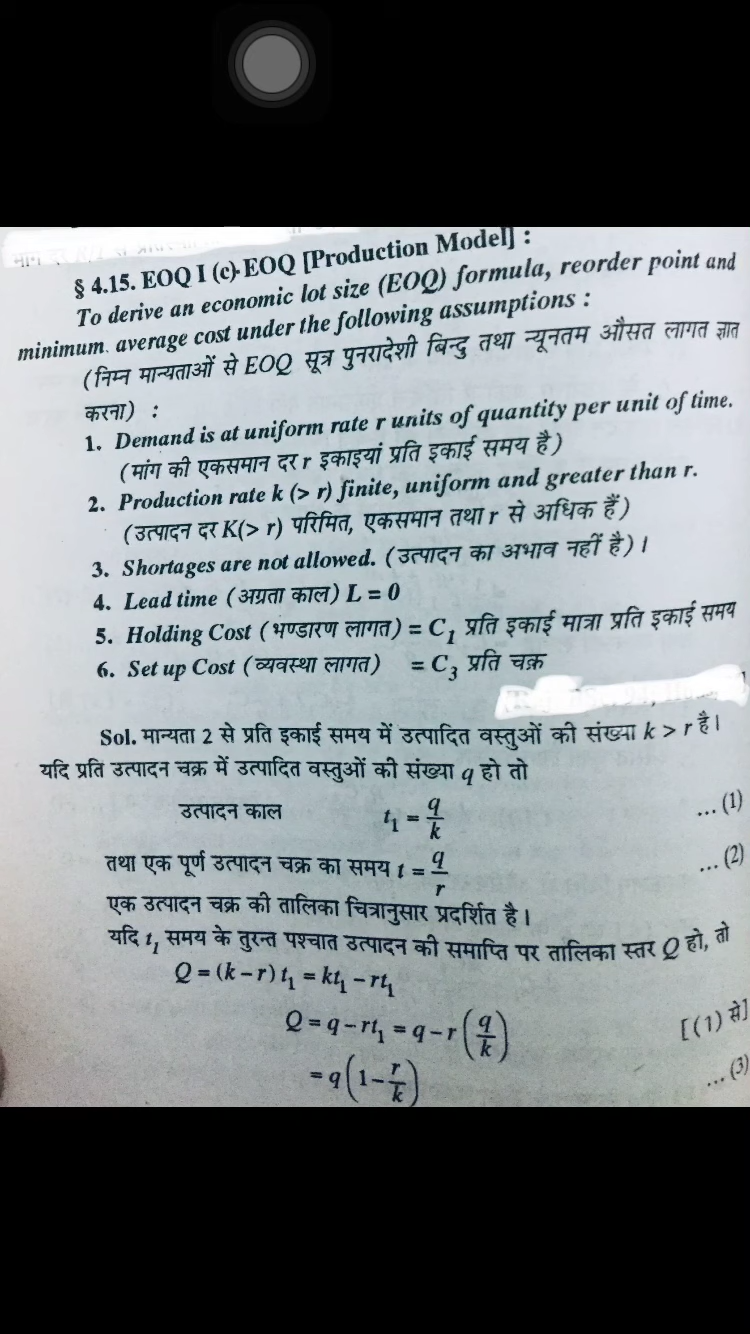 § 4.15. EOQ I (c)-EOQ [Production Model] :
To derive an economic lot size (EOQ) formula, reorder point and
minimum average cost under the following assumptions :
(निम्न मान्यताओं से EOQ सूत्र पुनरादेशी बिन्दु तथा न्यूनतम औसत लागत ज्ञात
करना) :
1. Demand is at uniform rate r units of quantity per unit of time.
(मांग की एकसमान दर r इकाइयां प्रति इकाई समय है)
2. Production rate k (> r) finite, uniform and greater than r.
(उत्पादन दर K(> r) परिमित, एकसमान तथा r से अधिक हैं)
3. Shortages are not allowed. (उत्पादन का अभाव नहीं है) ।
4. Lead time (अग्रता काल) L = 0
5. Holding Cost (भण्डारण लागत) = C₁ प्रति इकाई मात्रा प्रति इकाई समय
6. Set up Cost (व्यवस्था लागत) = C₃ प्रति चक्र
Sol. मान्यता 2 से प्रति इकाई समय में उत्पादित वस्तुओं की संख्या k > r है।
यदि प्रति उत्पादन चक्र में उत्पादित वस्तुओं की संख्या q हो तो
उत्पादन काल t₁ = q/k ... (1)
तथा एक पूर्ण उत्पादन चक्र का समय t = q/r ... (2)
एक उत्पादन चक्र की तालिका चित्रानुसार प्रदर्शित है।
यदि t₁ समय के तुरन्त पश्चात उत्पादन की समाप्ति पर तालिका स्तर Q हो, तो
Q = (k – r) t₁ = kt₁ – rt₁
Q = q – rt₁ = q – r (q/k) [(1) से]
= q (1 – r/k) ... (3)